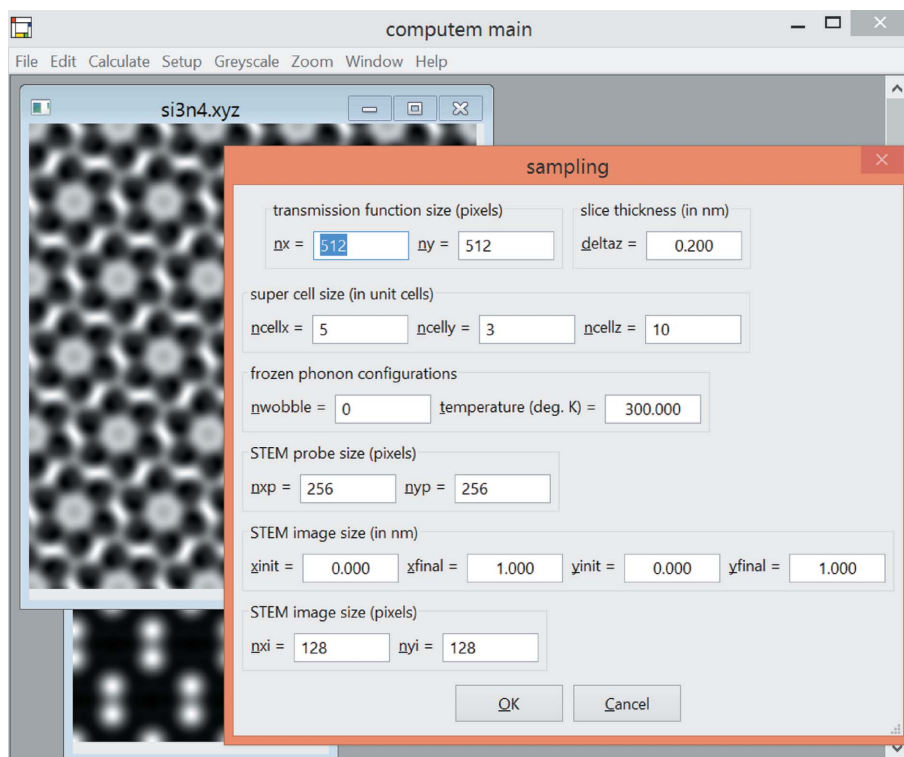 computem main
File Edit Calculate Setup Greyscale Zoom Window Help
si3n4.xyz
sampling
transmission function size (pixels) slice thickness (in nm)
nx = 512 ny = 512 deltaz = 0.200
super cell size (in unit cells)
ncellx = 5 ncelly = 3 ncellz = 10
frozen phonon configurations
nwobble = 0 temperature (deg. K) = 300.000
STEM probe size (pixels)
nxp = 256 nyp = 256
STEM image size (in nm)
xinit = 0.000 xfinal = 1.000 yinit = 0.000 yfinal = 1.000
STEM image size (pixels)
nxi = 128 nyi = 128
OK Cancel